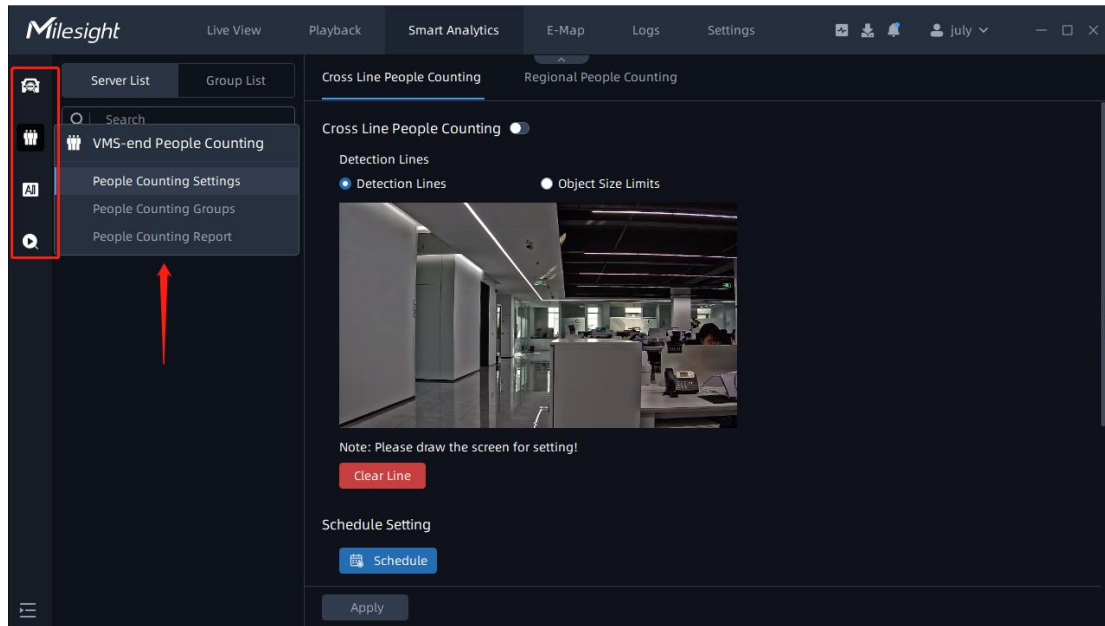 Milesight Live View Playback Smart Analytics E-Map Logs Settings july
Server List Group List
Search
VMS-end People Counting
People Counting Settings
People Counting Groups
People Counting Report
Cross Line People Counting Regional People Counting
Cross Line People Counting
Detection Lines
Detection Lines Object Size Limits
Note: Please draw the screen for setting!
Clear Line
Schedule Setting
Schedule
Apply